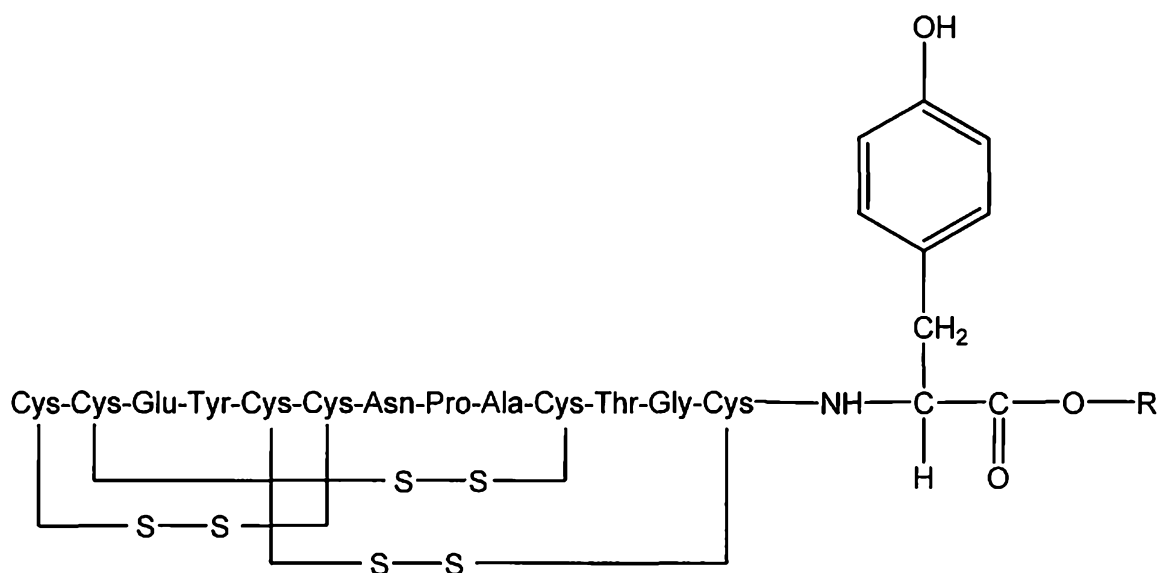 OH
CH2
Cys-Cys-Glu-Tyr-Cys-Cys-Asn-Pro-Ala-Cys-Thr-Gly-Cys—NH—C—C—O—R
S—S
H
O
S—S
S—S